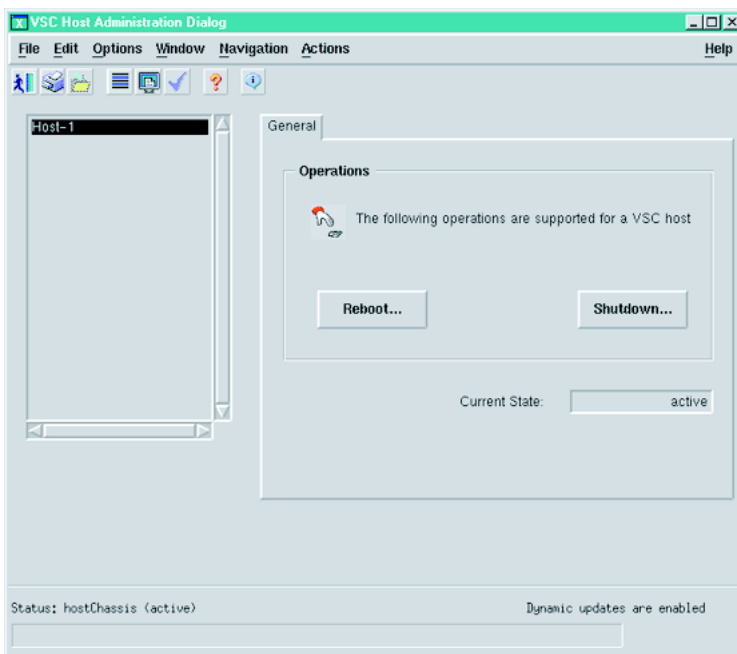 VSC Host Administration Dialog
File Edit Options Window Navigation Actions Help
Host-1
General
Operations
The following operations are supported for a VSC host
Reboot... Shutdown...
Current State: active
Status: hostChassis (active) Dynamic updates are enabled